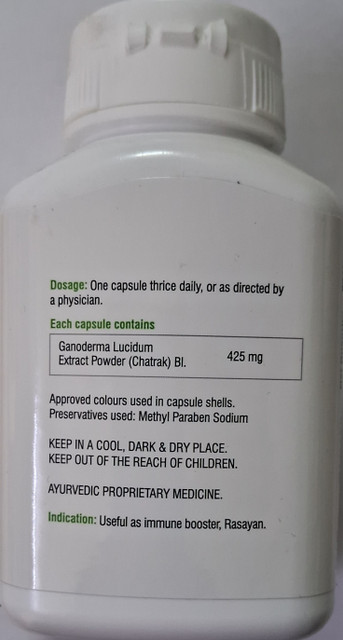 Dosage: One capsule thrice daily, or as directed by
a physician.
Each capsule contains
Ganoderma Lucidum
Extract Powder (Chatrak) Bl.
425 mg
Approved colours used in capsule shells.
Preservatives used: Methyl Paraben Sodium
KEEP IN A COOL, DARK & DRY PLACE.
KEEP OUT OF THE REACH OF CHILDREN.
AYURVEDIC PROPRIETARY MEDICINE.
Indication: Useful as immune booster, Rasayan.